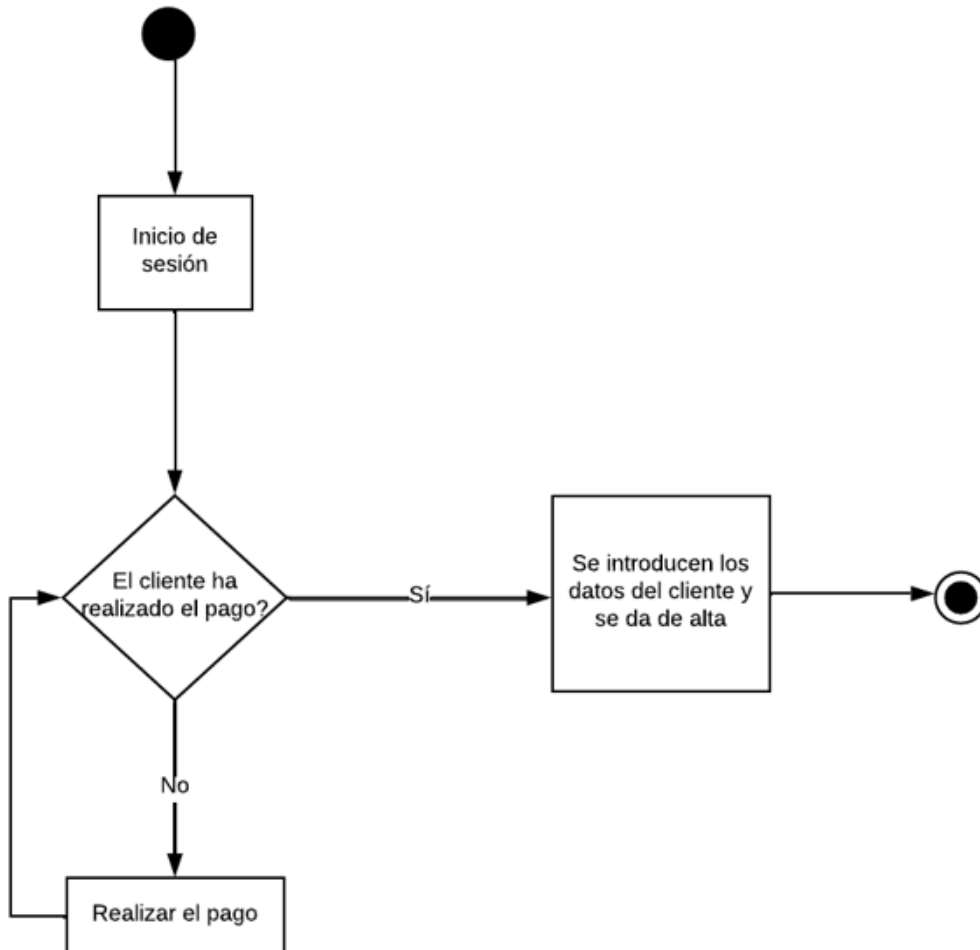 Inicio de
sesión
El cliente ha
realizado el pago?
Sí
Se introducen los
datos del cliente y
se da de alta
No
Realizar el pago